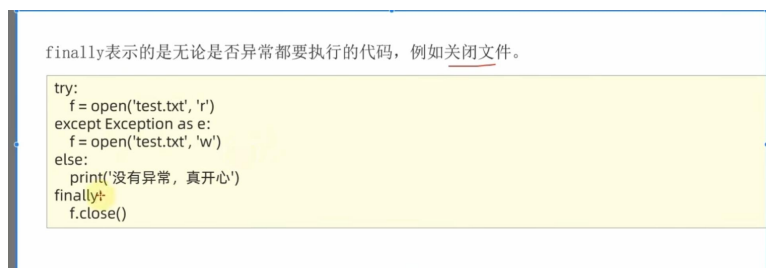 finally表示的是无论是否异常都要执行的代码，例如关闭文件。
try:
    f = open('test.txt', 'r')
except Exception as e:
    f = open('test.txt', 'w')
else:
    print('没有异常，真开心')
finally:
    f.close()